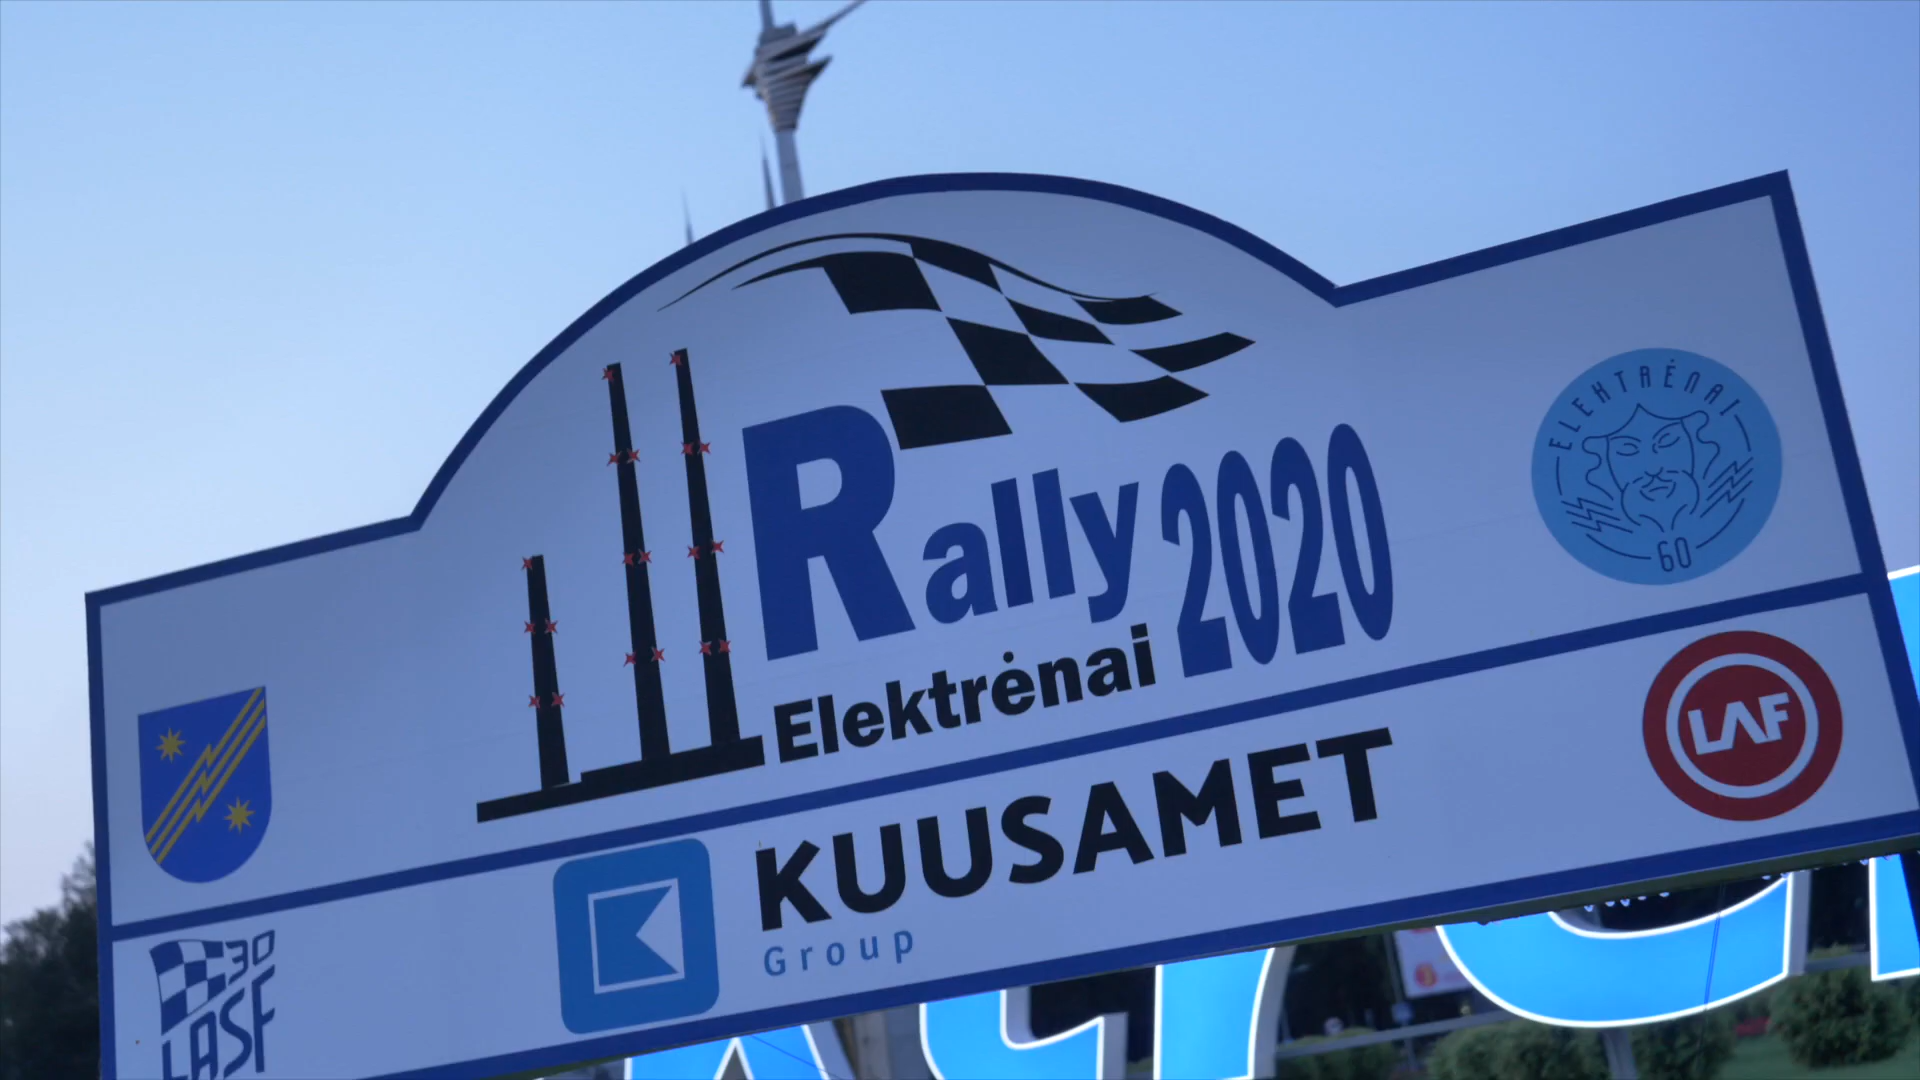 Rally 2020
Elektrėnai
ELEKTRĖNAI
60
KUUSAMET
Group
LAF
30
LASF